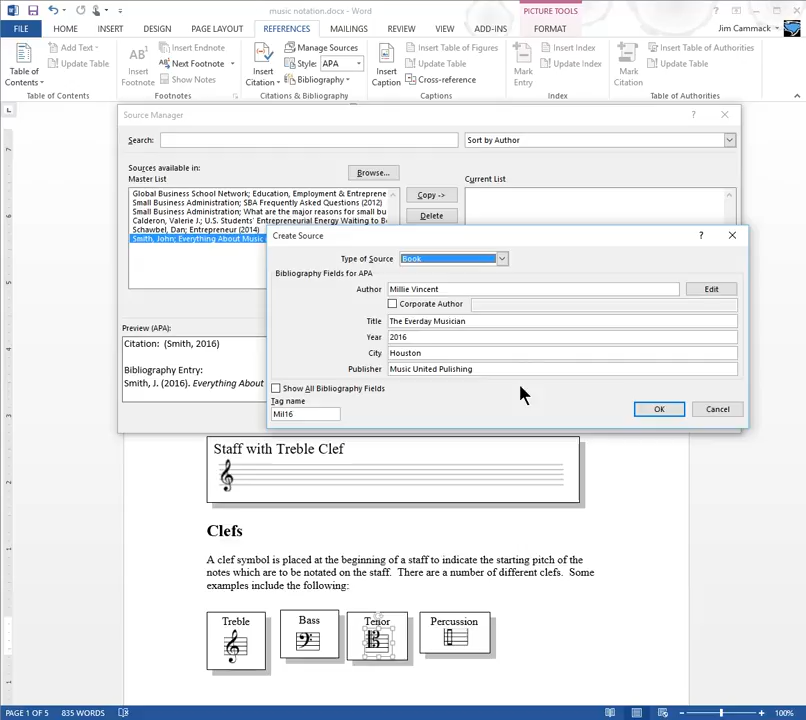 music notation.docx - Word
PICTURE TOOLS
FILE HOME INSERT DESIGN PAGE LAYOUT REFERENCES MAILINGS REVIEW VIEW ADD-INS FORMAT
Jim Cammack
Table of Contents
Add Text
Update Table
Table of Contents
AB¹
Insert Footnote
Insert Endnote
Next Footnote
Show Notes
Footnotes
Insert Citation
Manage Sources
Style: APA
Bibliography
Citations & Bibliography
Insert Caption
Insert Table of Figures
Update Table
Cross-reference
Captions
Mark Entry
Insert Index
Update Index
Index
Mark Citation
Insert Table of Authorities
Update Table
Table of Authorities
Source Manager
Search:
Sort by Author
Sources available in:
Master List
Browse...
Copy ->
Delete
Current List
Global Business School Network; Education, Employment & Entreprene
Small Business Administration; SBA Frequently Asked Questions (2012)
Small Business Administration; What are the major reasons for small bu
Calderon, Valerie J.; U.S. Students' Entrepreneurial Energy Waiting to B
Schawbel, Dan; Entrepreneur (2014)
Smith, John; Everything About Music
Preview (APA):
Citation: (Smith, 2016)
Bibliography Entry:
Smith, J. (2016). Everything About
Create Source
Type of Source Book
Bibliography Fields for APA
Author Millie Vincent
Edit
Corporate Author
Title The Everday Musician
Year 2016
City Houston
Publisher Music United Pulishing
Show All Bibliography Fields
Tag name
Mil16
OK
Cancel
Staff with Treble Clef
Clefs
A clef symbol is placed at the beginning of a staff to indicate the starting pitch of the
notes which are to be notated on the staff. There are a number of different clefs. Some
examples include the following:
Treble Bass Tenor Percussion
PAGE 1 OF 5 835 WORDS
100%